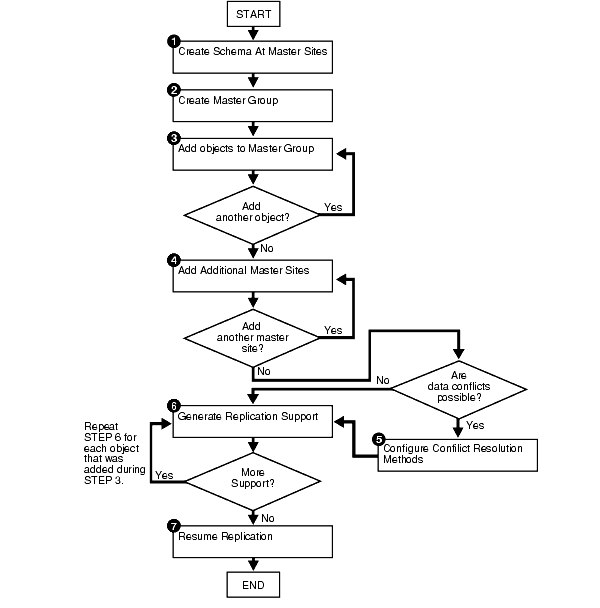 START
1
Create Schema At Master Sites
2
Create Master Group
3
Add objects to Master Group
Add
another object?
Yes
No
4
Add Additional Master Sites
Add
another master
site?
Yes
No
Are
data conflicts
possible?
No
Yes
5
Configure Confilict Resolution
Methods
6
Generate Replication Support
Repeat
STEP 6 for
each object
that was
added during
STEP 3.
More
Support?
Yes
No
7
Resume Replication
END